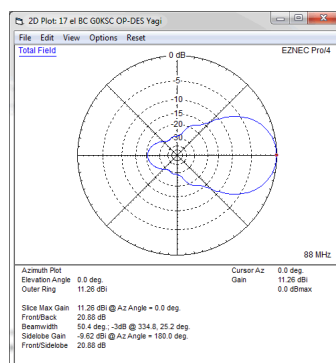 2D Plot: 17 el BC G0KSC OP-DES Yagi
File Edit View Options Reset
Total Field
0 dB
EZNEC Pro/4
-5
-10
-15
-20
-30
88 MHz
Azimuth Plot
Elevation Angle 0.0 deg.
Outer Ring 11.26 dBi
Cursor Az 0.0 deg.
Gain 11.26 dBi
0.0 dBmax
Slice Max Gain 11.26 dBi @ Az Angle = 0.0 deg.
Front/Back 20.88 dB
Beamwidth 50.4 deg.; -3dB @ 334.8, 25.2 deg.
Sidelobe Gain -9.62 dBi @ Az Angle = 180.0 deg.
Front/Sidelobe 20.88 dB